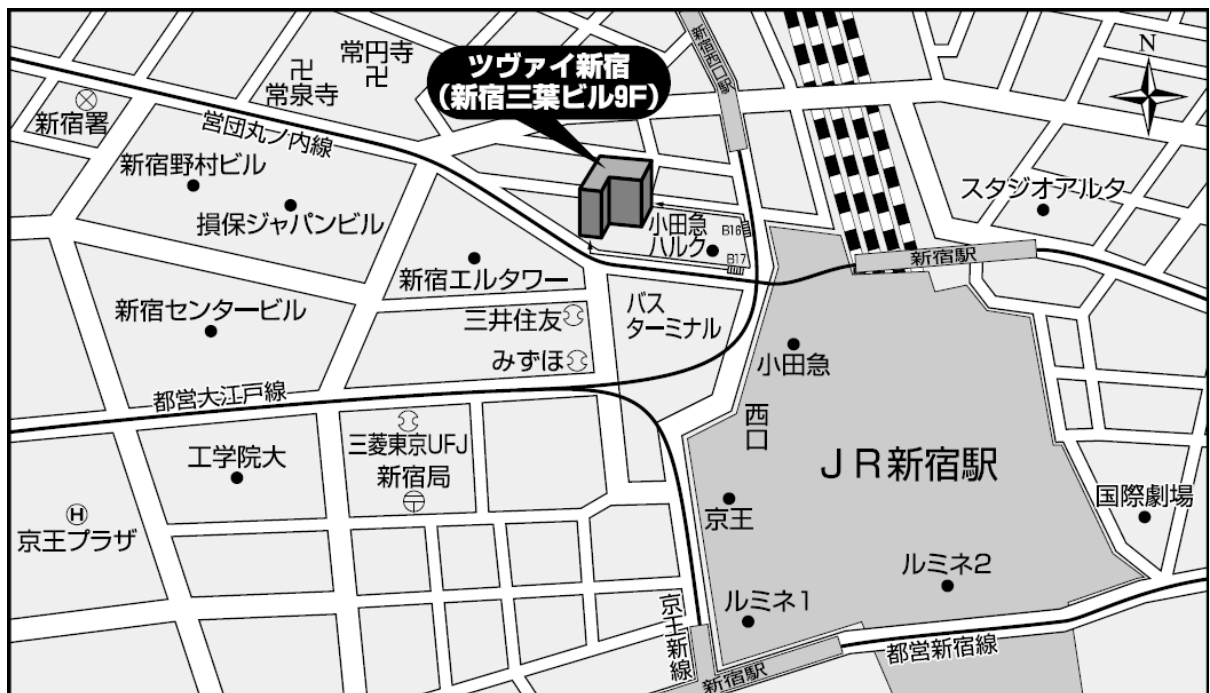 常円寺
常泉寺
ツヴァイ新宿
(新宿三葉ビル9F)
新宿西口駅
N
新宿署
営団丸ノ内線
新宿野村ビル
損保ジャパンビル
スタジオアルタ
小田急
ハルク
B16
B17
新宿駅
新宿エルタワー
新宿センタービル
三井住友
みずほ
バス
ターミナル
小田急
都営大江戸線
西口
三菱東京UFJ
新宿局
工学院大
JR新宿駅
H
京王プラザ
京王
国際劇場
ルミネ2
ルミネ1
京王新線
新宿駅
都営新宿線